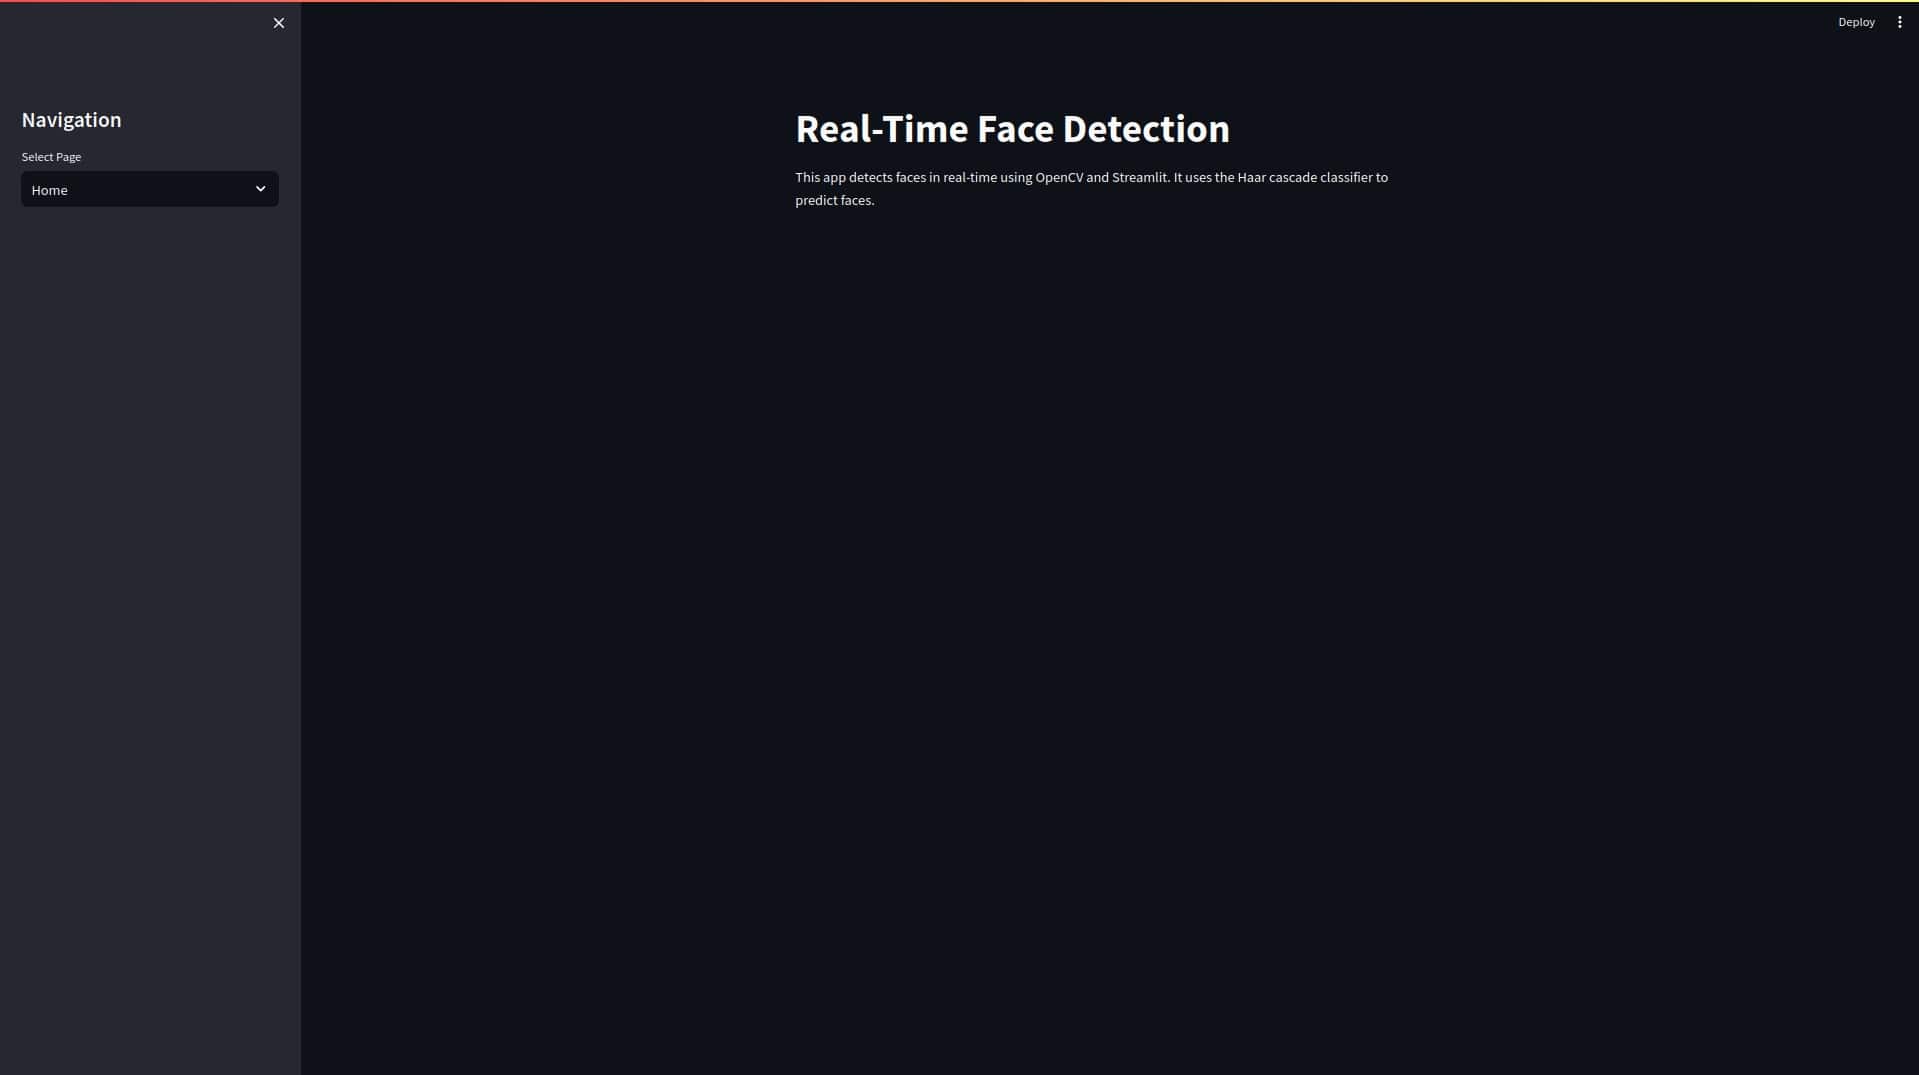 Deploy
Navigation
Select Page
Home
Real-Time Face Detection
This app detects faces in real-time using OpenCV and Streamlit. It uses the Haar cascade classifier to
predict faces.